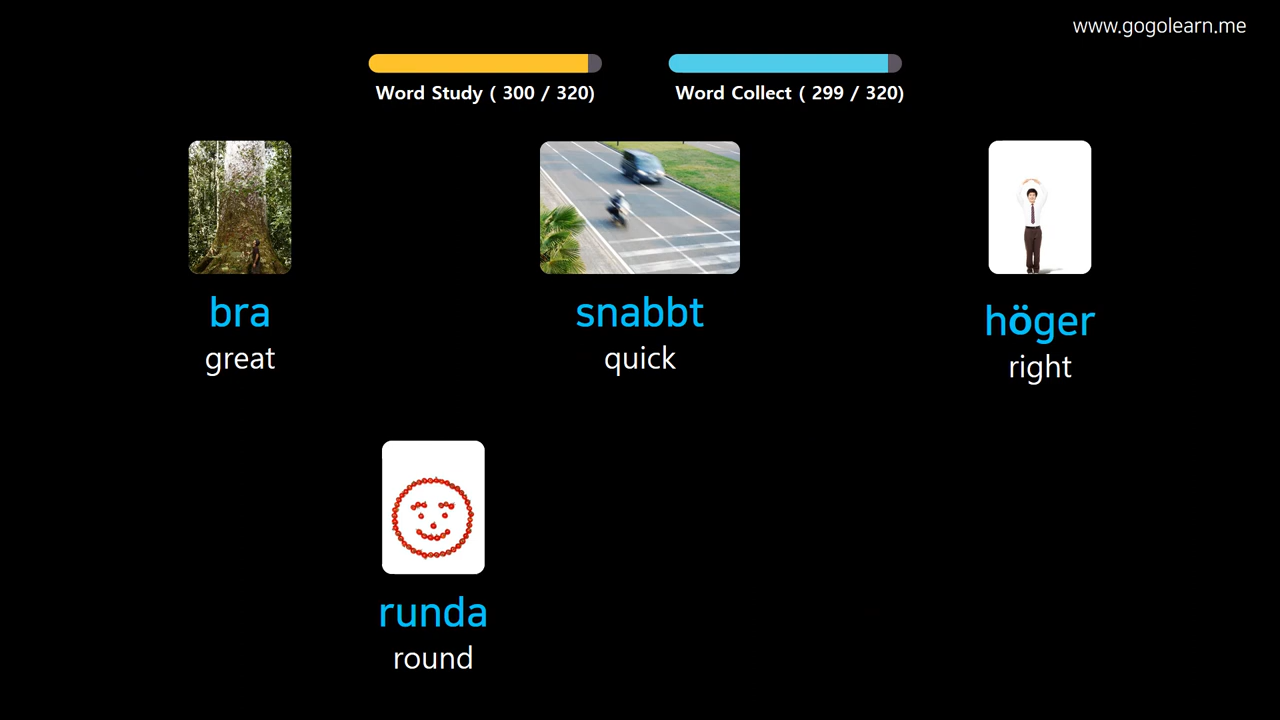 www.gogolearn.me
Word Study ( 300 / 320)
Word Collect ( 299 / 320)
bra
great
snabbt
quick
höger
right
runda
round